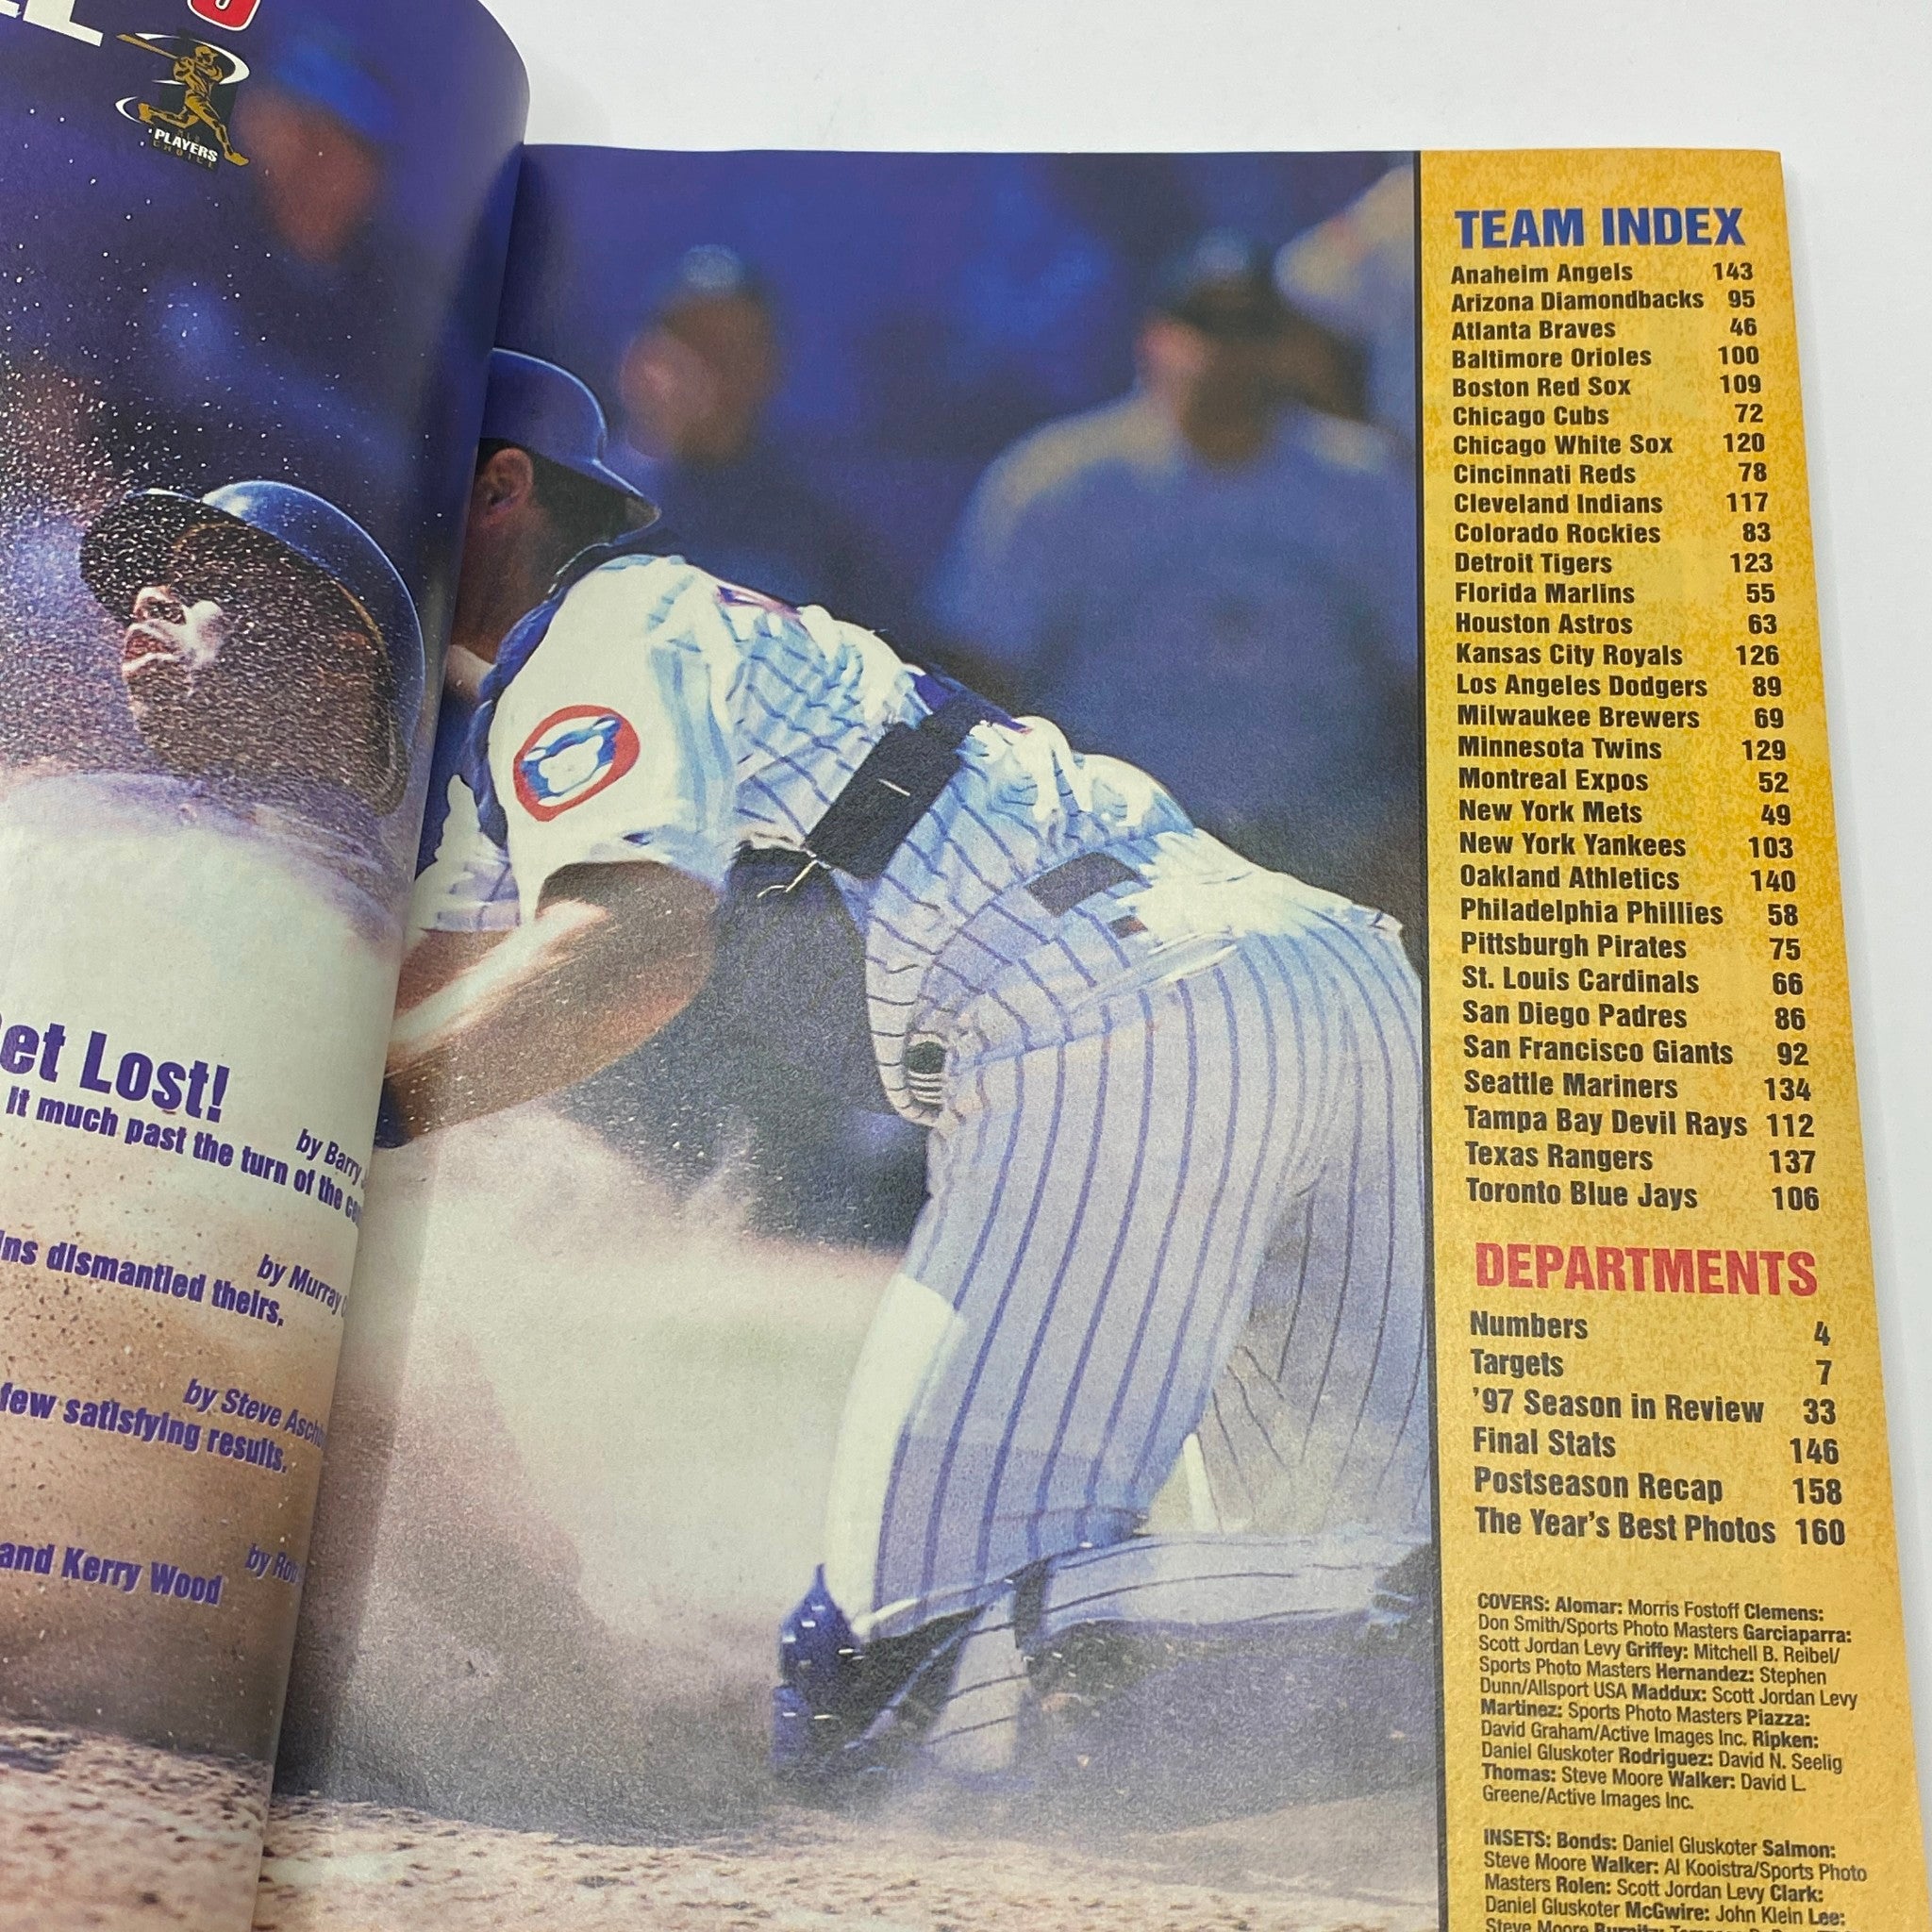 PLAYERS
CHOICE
et Lost!
by Barry
it much past the turn of the
by Murray
ins dismantled theirs.
by Steve
few satisfying results.
by
and Kerry Wood
TEAM INDEX
Anaheim Angels 143
Arizona Diamondbacks 95
Atlanta Braves 46
Baltimore Orioles 100
Boston Red Sox 109
Chicago Cubs 72
Chicago White Sox 120
Cincinnati Reds 78
Cleveland Indians 117
Colorado Rockies 83
Detroit Tigers 123
Florida Marlins 55
Houston Astros 63
Kansas City Royals 126
Los Angeles Dodgers 89
Milwaukee Brewers 69
Minnesota Twins 129
Montreal Expos 52
New York Mets 49
New York Yankees 103
Oakland Athletics 140
Philadelphia Phillies 58
Pittsburgh Pirates 75
St. Louis Cardinals 66
San Diego Padres 86
San Francisco Giants 92
Seattle Mariners 134
Tampa Bay Devil Rays 112
Texas Rangers 137
Toronto Blue Jays 106
DEPARTMENTS
Numbers 4
Targets 7
’97 Season in Review 33
Final Stats 146
Postseason Recap 158
The Year’s Best Photos 160
COVERS: Alomar: Morris Fostoff Clemens:
Don Smith/Sports Photo Masters Garciaparra:
Scott Jordan Levy Griffey: Mitchell B. Reibel/
Sports Photo Masters Hernandez: Stephen
Dunn/Allsport USA Maddux: Scott Jordan Levy
Martinez: Sports Photo Masters Piazza:
David Graham/Active Images Inc. Ripken:
Daniel Gluskoter Rodriguez: David N. Seelig
Thomas: Steve Moore Walker: David L.
Greene/Active Images Inc.
INSETS: Bonds: Daniel Gluskoter Salmon:
Steve Moore Walker: Al Kooistra/Sports Photo
Masters Rolen: Scott Jordan Levy Clark:
Daniel Gluskoter McGwire: John Klein Lee:
Steve Moore